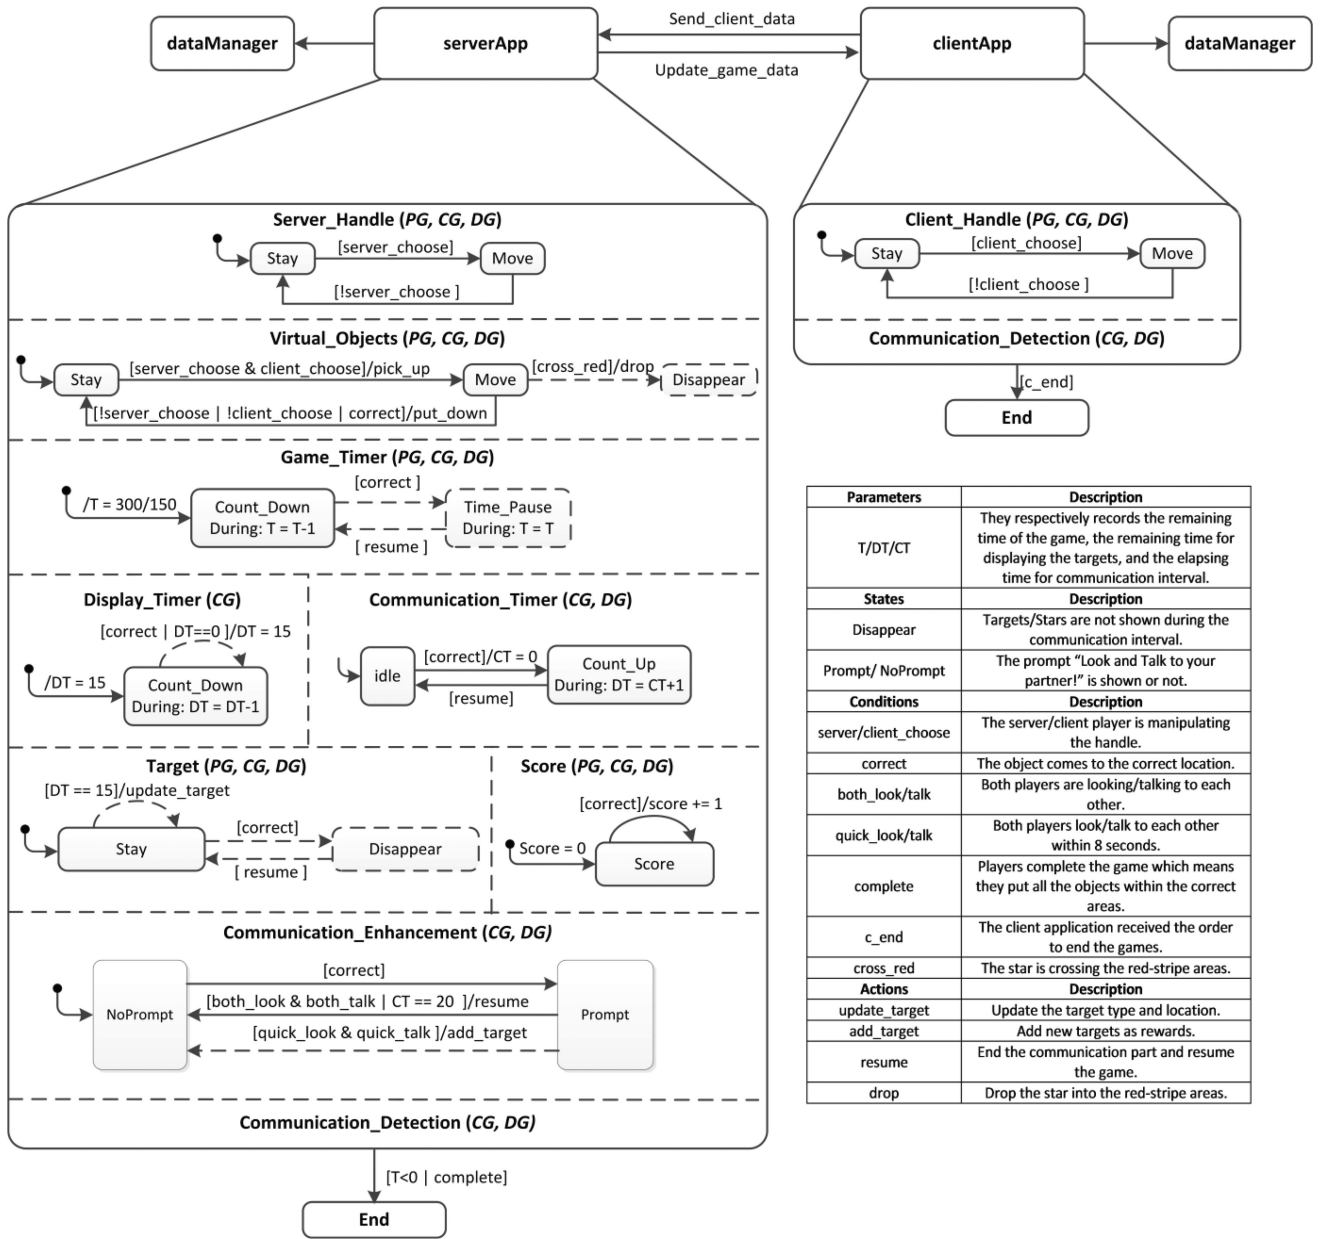 Send_client_data
dataManager
serverApp
clientApp
dataManager
Update_game_data
Server_Handle (PG, CG, DG)
[server_choose]
Stay
Move
[!server_choose ]
Virtual_Objects (PG, CG, DG)
[server_choose & client_choose]/pick_up
[cross_red]/drop
Stay
Move
Disappear
[!server_choose | !client_choose | correct]/put_down
Game_Timer (PG, CG, DG)
[correct ]
/T = 300/150
Count_Down
During: T = T-1
Time_Pause
During: T = T
[ resume ]
Display_Timer (CG)
[correct | DT==0 ]/DT = 15
/DT = 15
Count_Down
During: DT = DT-1
Communication_Timer (CG, DG)
[correct]/CT = 0
idle
Count_Up
During: DT = CT+1
[resume]
Target (PG, CG, DG)
[DT == 15]/update_target
[correct]
Stay
Disappear
[ resume ]
Score (PG, CG, DG)
[correct]/score += 1
Score = 0
Score
Communication_Enhancement (CG, DG)
[correct]
[both_look & both_talk | CT == 20 ]/resume
NoPrompt
Prompt
[quick_look & quick_talk ]/add_target
Communication_Detection (CG, DG)
[T<0 | complete]
End
Client_Handle (PG, CG, DG)
[client_choose]
Stay
Move
[!client_choose ]
Communication_Detection (CG, DG)
[c_end]
End
Parameters Description
T/DT/CT
They respectively records the remaining
time of the game, the remaining time for
displaying the targets, and the elapsing
time for communication interval.
States Description
Disappear
Targets/Stars are not shown during the
communication interval.
Prompt/ NoPrompt
The prompt “Look and Talk to your
partner!” is shown or not.
Conditions Description
server/client_choose
The server/client player is manipulating
the handle.
correct The object comes to the correct location.
both_look/talk
Both players are looking/talking to each
other.
quick_look/talk
Both players look/talk to each other
within 8 seconds.
complete
Players complete the game which means
they put all the objects within the correct
areas.
c_end
The client application received the order
to end the games.
cross_red The star is crossing the red-stripe areas.
Actions Description
update_target Update the target type and location.
add_target Add new targets as rewards.
resume
End the communication part and resume
the game.
drop Drop the star into the red-stripe areas.